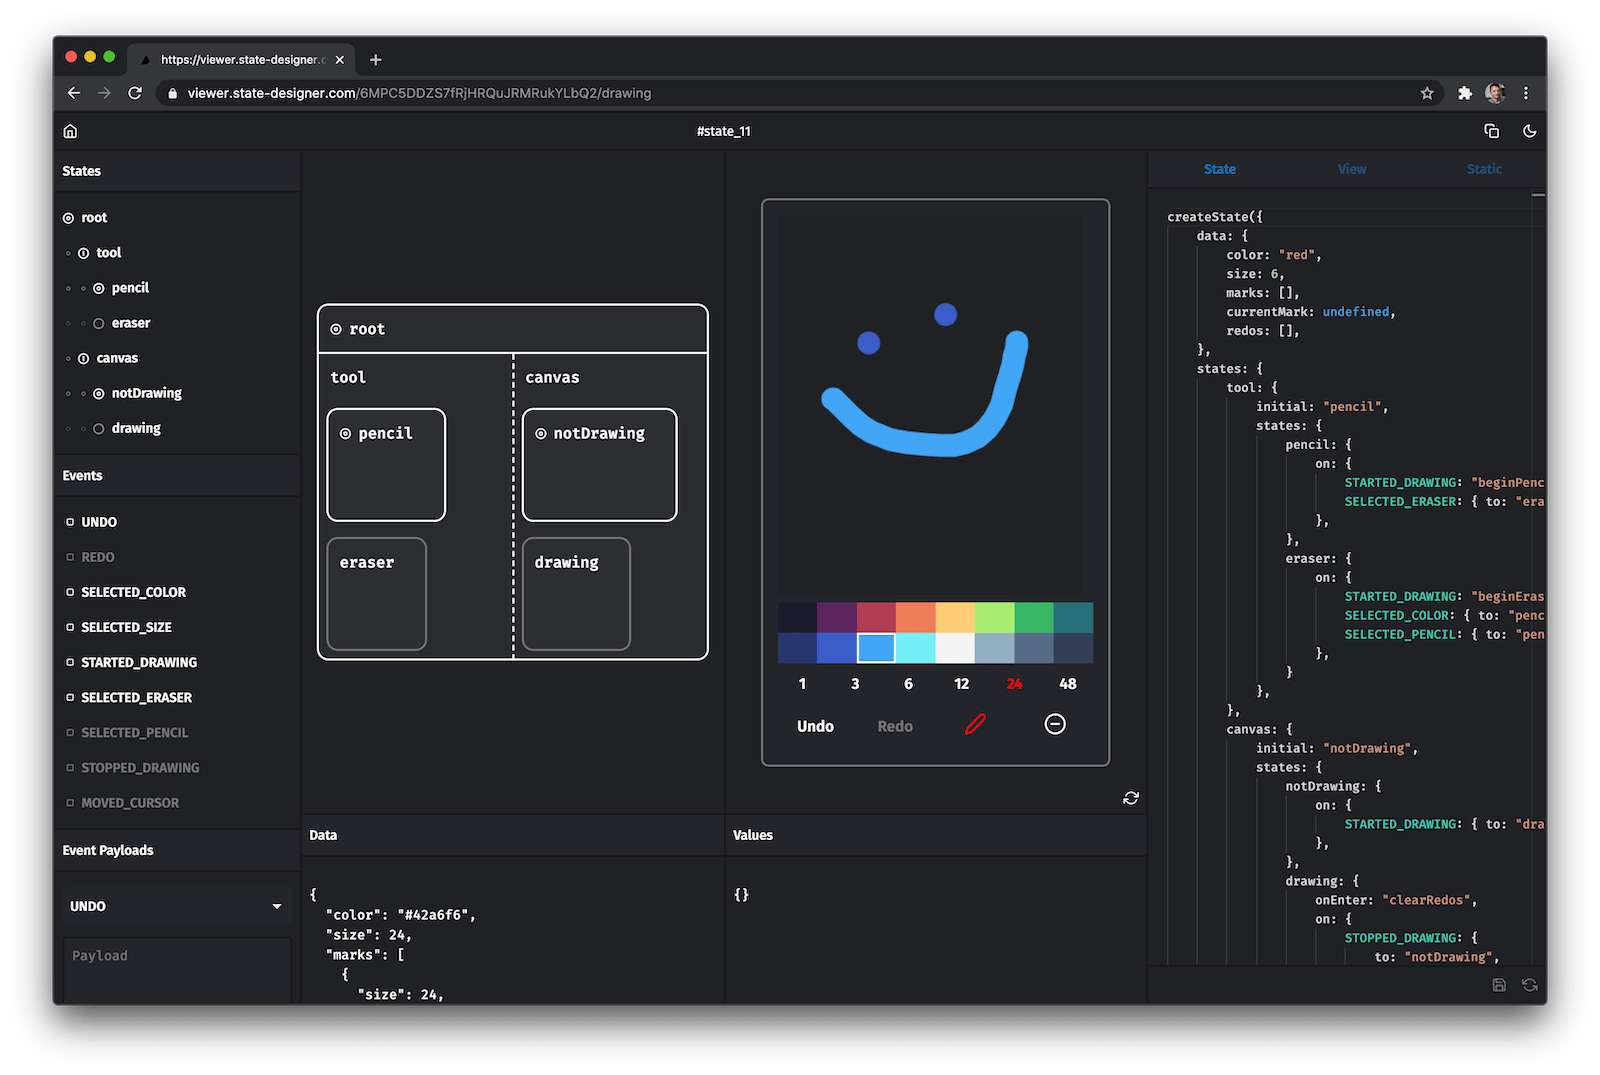 https://viewer.state-designer.c
viewer.state-designer.com/6MPC5DDZS7fRjHRQuJRMRukYLbQ2/drawing
#state_11
States
root
tool
pencil
eraser
canvas
notDrawing
drawing
Events
UNDO
REDO
SELECTED_COLOR
SELECTED_SIZE
STARTED_DRAWING
SELECTED_ERASER
SELECTED_PENCIL
STOPPED_DRAWING
MOVED_CURSOR
Event Payloads
UNDO
Payload
root
tool
canvas
pencil
notDrawing
eraser
drawing
1 3 6 12 24 48
Undo Redo
Data
{
"color": "#42a6f6",
"size": 24,
"marks": [
{
"size": 24,
Values
{}
State View Static
createState({
data: {
color: "red",
size: 6,
marks: [],
currentMark: undefined,
redos: [],
},
states: {
tool: {
initial: "pencil",
states: {
pencil: {
on: {
STARTED_DRAWING: "beginPenc
SELECTED_ERASER: { to: "era
},
},
eraser: {
on: {
STARTED_DRAWING: "beginEras
SELECTED_COLOR: { to: "penc
SELECTED_PENCIL: { to: "pen
},
}
},
},
canvas: {
initial: "notDrawing",
states: {
notDrawing: {
on: {
STARTED_DRAWING: { to: "dra
},
},
drawing: {
onEnter: "clearRedos",
on: {
STOPPED_DRAWING: {
to: "notDrawing",